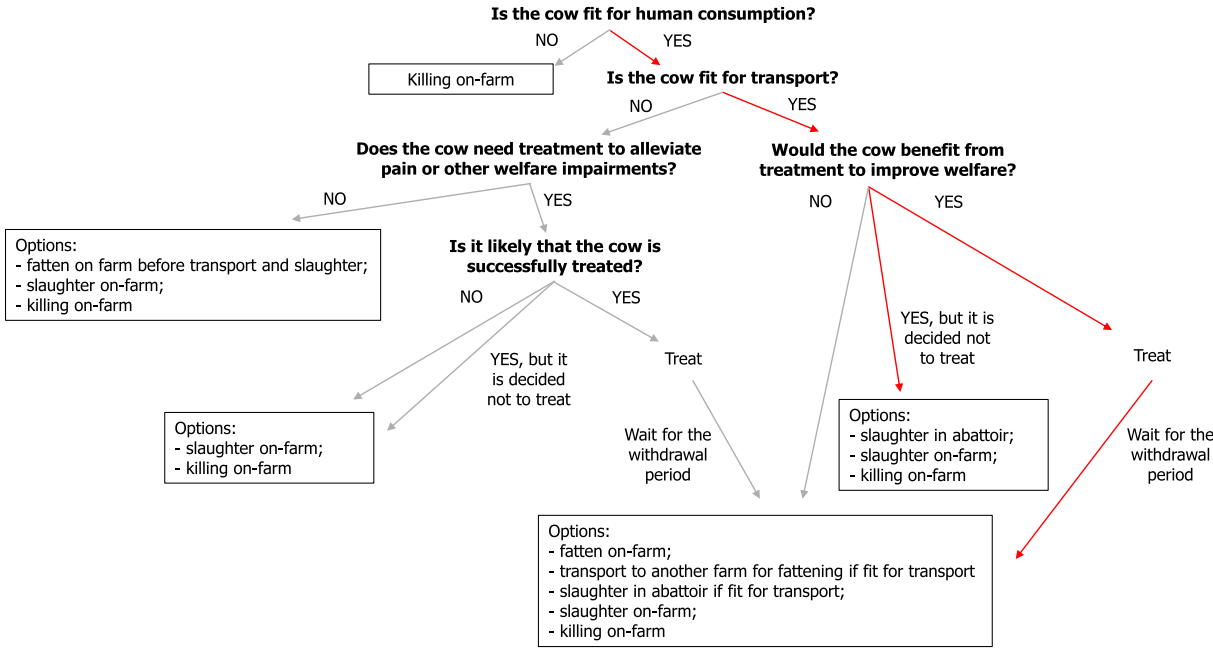 Is the cow fit for human consumption?
NO
YES
Killing on-farm
Is the cow fit for transport?
NO
YES
Does the cow need treatment to alleviate
pain or other welfare impairments?
Would the cow benefit from
treatment to improve welfare?
NO
YES
NO
YES
Options:
- fatten on farm before transport and slaughter;
- slaughter on-farm;
- killing on-farm
Is it likely that the cow is
successfully treated?
NO
YES
YES, but it
is decided
not to treat
Treat
YES, but it is
decided not
to treat
Treat
Options:
- slaughter on-farm;
- killing on-farm
Wait for the
withdrawal
period
Options:
- slaughter in abattoir;
- slaughter on-farm;
- killing on-farm
Wait for the
withdrawal
period
Options:
- fatten on-farm;
- transport to another farm for fattening if fit for transport
- slaughter in abattoir if fit for transport;
- slaughter on-farm;
- killing on-farm